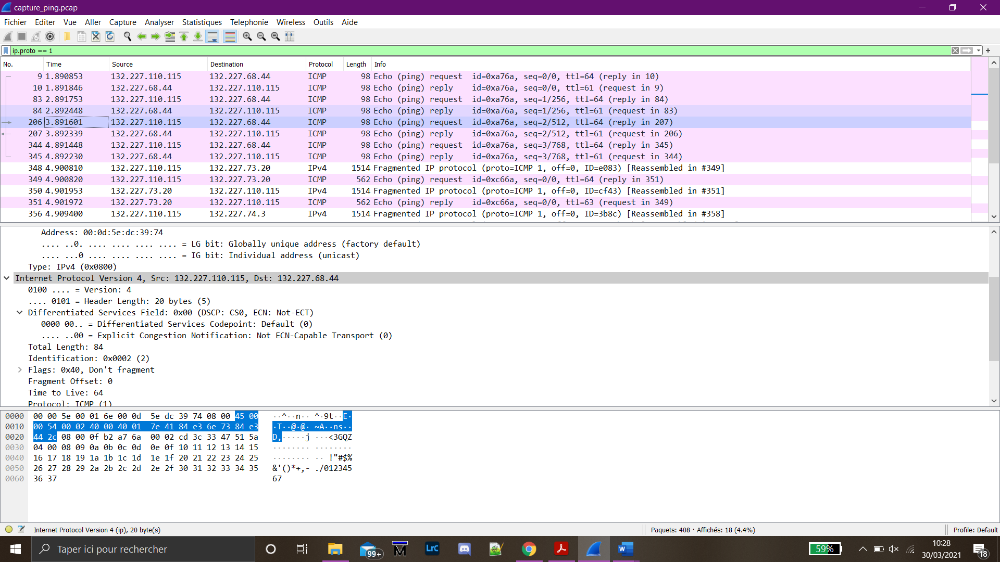 capture_ping.pcap
Fichier Editer Vue Aller Capture Analyser Statistiques Telephonie Wireless Outils Aide
ip.proto == 1
No. Time Source Destination Protocol Length Info
9 1.890853 132.227.110.115 132.227.68.44 ICMP 98 Echo (ping) request id=0xa76a, seq=0/0, ttl=64 (reply in 10)
10 1.891846 132.227.68.44 132.227.110.115 ICMP 98 Echo (ping) reply id=0xa76a, seq=0/0, ttl=61 (request in 9)
83 2.891753 132.227.110.115 132.227.68.44 ICMP 98 Echo (ping) request id=0xa76a, seq=1/256, ttl=64 (reply in 84)
84 2.892448 132.227.68.44 132.227.110.115 ICMP 98 Echo (ping) reply id=0xa76a, seq=1/256, ttl=61 (request in 83)
206 3.891601 132.227.110.115 132.227.68.44 ICMP 98 Echo (ping) request id=0xa76a, seq=2/512, ttl=64 (reply in 207)
207 3.892339 132.227.68.44 132.227.110.115 ICMP 98 Echo (ping) reply id=0xa76a, seq=2/512, ttl=61 (request in 206)
344 4.891448 132.227.110.115 132.227.68.44 ICMP 98 Echo (ping) request id=0xa76a, seq=3/768, ttl=64 (reply in 345)
345 4.892230 132.227.68.44 132.227.110.115 ICMP 98 Echo (ping) reply id=0xa76a, seq=3/768, ttl=61 (request in 344)
348 4.900810 132.227.110.115 132.227.73.20 IPv4 1514 Fragmented IP protocol (proto=ICMP 1, off=0, ID=e083) [Reassembled in #349]
349 4.900820 132.227.110.115 132.227.73.20 ICMP 562 Echo (ping) request id=0xc66a, seq=0/0, ttl=64 (reply in 351)
350 4.901953 132.227.73.20 132.227.110.115 IPv4 1514 Fragmented IP protocol (proto=ICMP 1, off=0, ID=cf43) [Reassembled in #351]
351 4.901972 132.227.73.20 132.227.110.115 ICMP 562 Echo (ping) reply id=0xc66a, seq=0/0, ttl=63 (request in 349)
356 4.909400 132.227.110.115 132.227.74.3 IPv4 1514 Fragmented IP protocol (proto=ICMP 1, off=0, ID=3b8c) [Reassembled in #358]
Address: 00:0d:5e:dc:39:74
.... ..0. .... .... .... .... = LG bit: Globally unique address (factory default)
.... ...0 .... .... .... .... = IG bit: Individual address (unicast)
Type: IPv4 (0x0800)
Internet Protocol Version 4, Src: 132.227.110.115, Dst: 132.227.68.44
0100 .... = Version: 4
.... 0101 = Header Length: 20 bytes (5)
Differentiated Services Field: 0x00 (DSCP: CS0, ECN: Not-ECT)
0000 00.. = Differentiated Services Codepoint: Default (0)
.... ..00 = Explicit Congestion Notification: Not ECN-Capable Transport (0)
Total Length: 84
Identification: 0x0002 (2)
Flags: 0x40, Don't fragment
Fragment Offset: 0
Time to Live: 64
Protocol: ICMP (1)
0000 00 00 5e 00 01 6e 00 0d 5e dc 39 74 08 00 45 00 ··^··n·· ^·9t··E·
0010 00 54 00 02 40 00 40 01 7e 41 84 e3 6e 73 84 e3 ·T··@·@· ~A··ns··
0020 44 2c 08 00 0f b2 a7 6a 00 02 cd 3c 33 47 51 5a D,·····j ···<3GQZ
0030 04 00 08 09 0a 0b 0c 0d 0e 0f 10 11 12 13 14 15 ········ ········
0040 16 17 18 19 1a 1b 1c 1d 1e 1f 20 21 22 23 24 25 ········ ·· !"#$%
0050 26 27 28 29 2a 2b 2c 2d 2e 2f 30 31 32 33 34 35 &'()*+,- ./012345
0060 36 37 67
Internet Protocol Version 4 (ip), 20 byte(s) Paquets: 408 · Affichés: 18 (4.4%) Profile: Default
Taper ici pour rechercher 99+ LrC 59% 10:28
30/03/2021 18